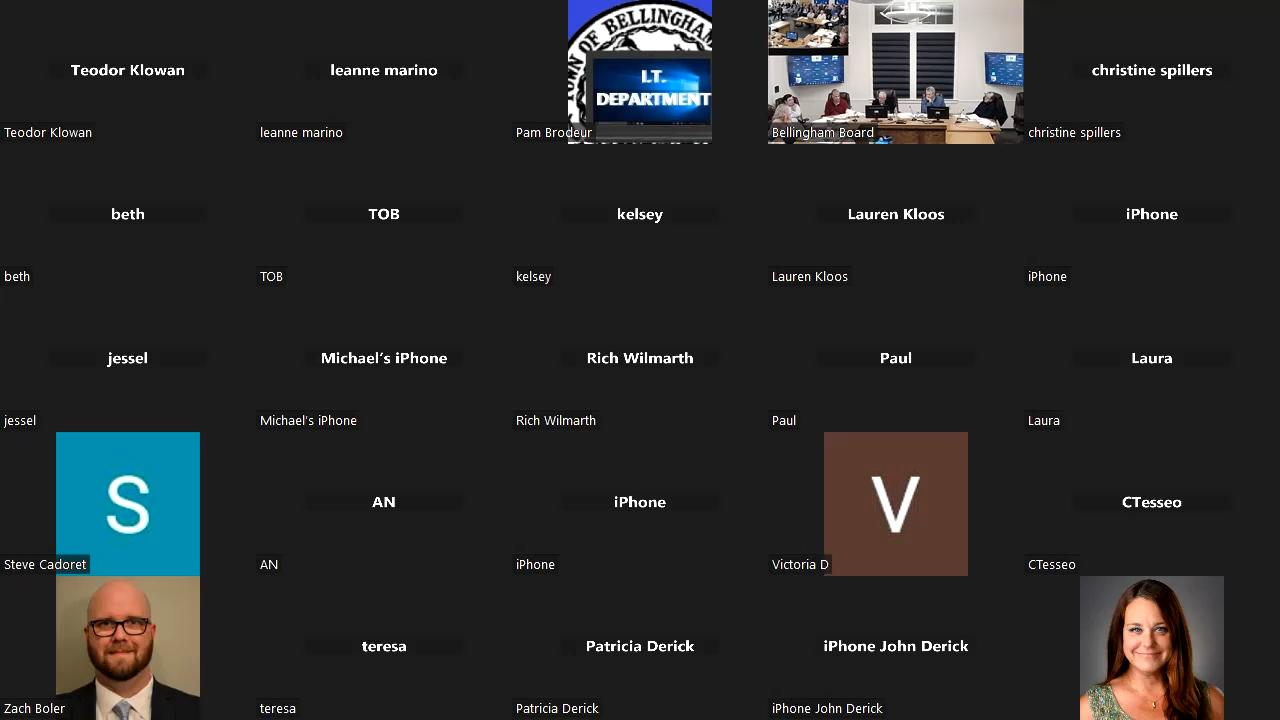 Teodor Klowan
leanne marino
OF BELLINGHAM
I.T.
DEPARTMENT
christine spillers
Teodor Klowan
leanne marino
Pam Brodeur
Bellingham Board
christine spillers
beth
TOB
kelsey
Lauren Kloos
iPhone
beth
TOB
kelsey
Lauren Kloos
iPhone
jessel
Michael's iPhone
Rich Wilmarth
Paul
Laura
jessel
Michael's iPhone
Rich Wilmarth
Paul
Laura
S
AN
iPhone
V
CTesseo
Steve Cadoret
AN
iPhone
Victoria D
CTesseo
teresa
Patricia Derick
iPhone John Derick
Zach Boler
teresa
Patricia Derick
iPhone John Derick